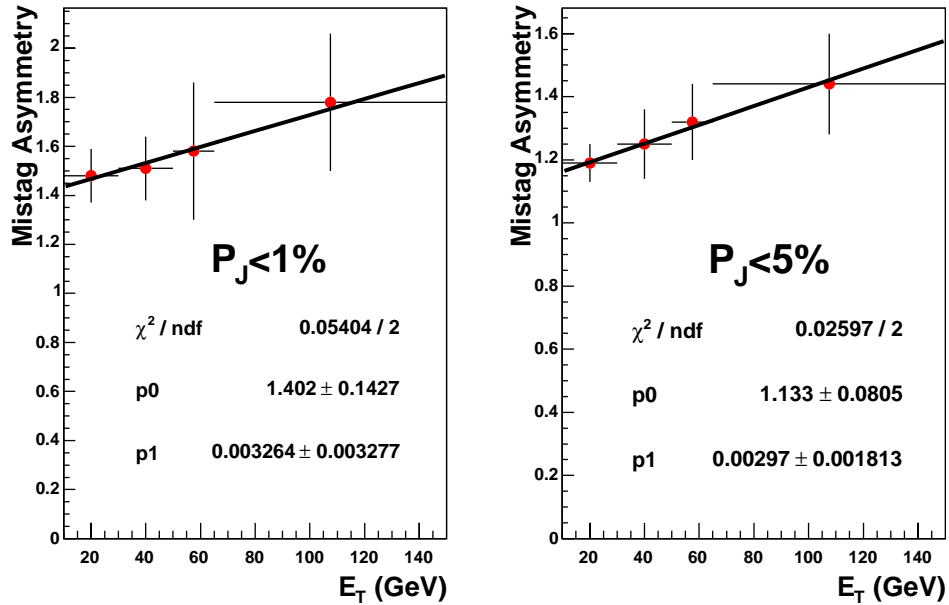 Mistag Asymmetry
2
1.8
1.6
1.4
1.2
1
0.8
0.6
0.4
0.2
0
P_J<1%
χ² / ndf 0.05404 / 2
p0 1.402 ± 0.1427
p1 0.003264 ± 0.003277
20 40 60 80 100 120 140
E_T (GeV)
Mistag Asymmetry
1.6
1.4
1.2
1
0.8
0.6
0.4
0.2
0
P_J<5%
χ² / ndf 0.02597 / 2
p0 1.133 ± 0.0805
p1 0.00297 ± 0.001813
20 40 60 80 100 120 140
E_T (GeV)